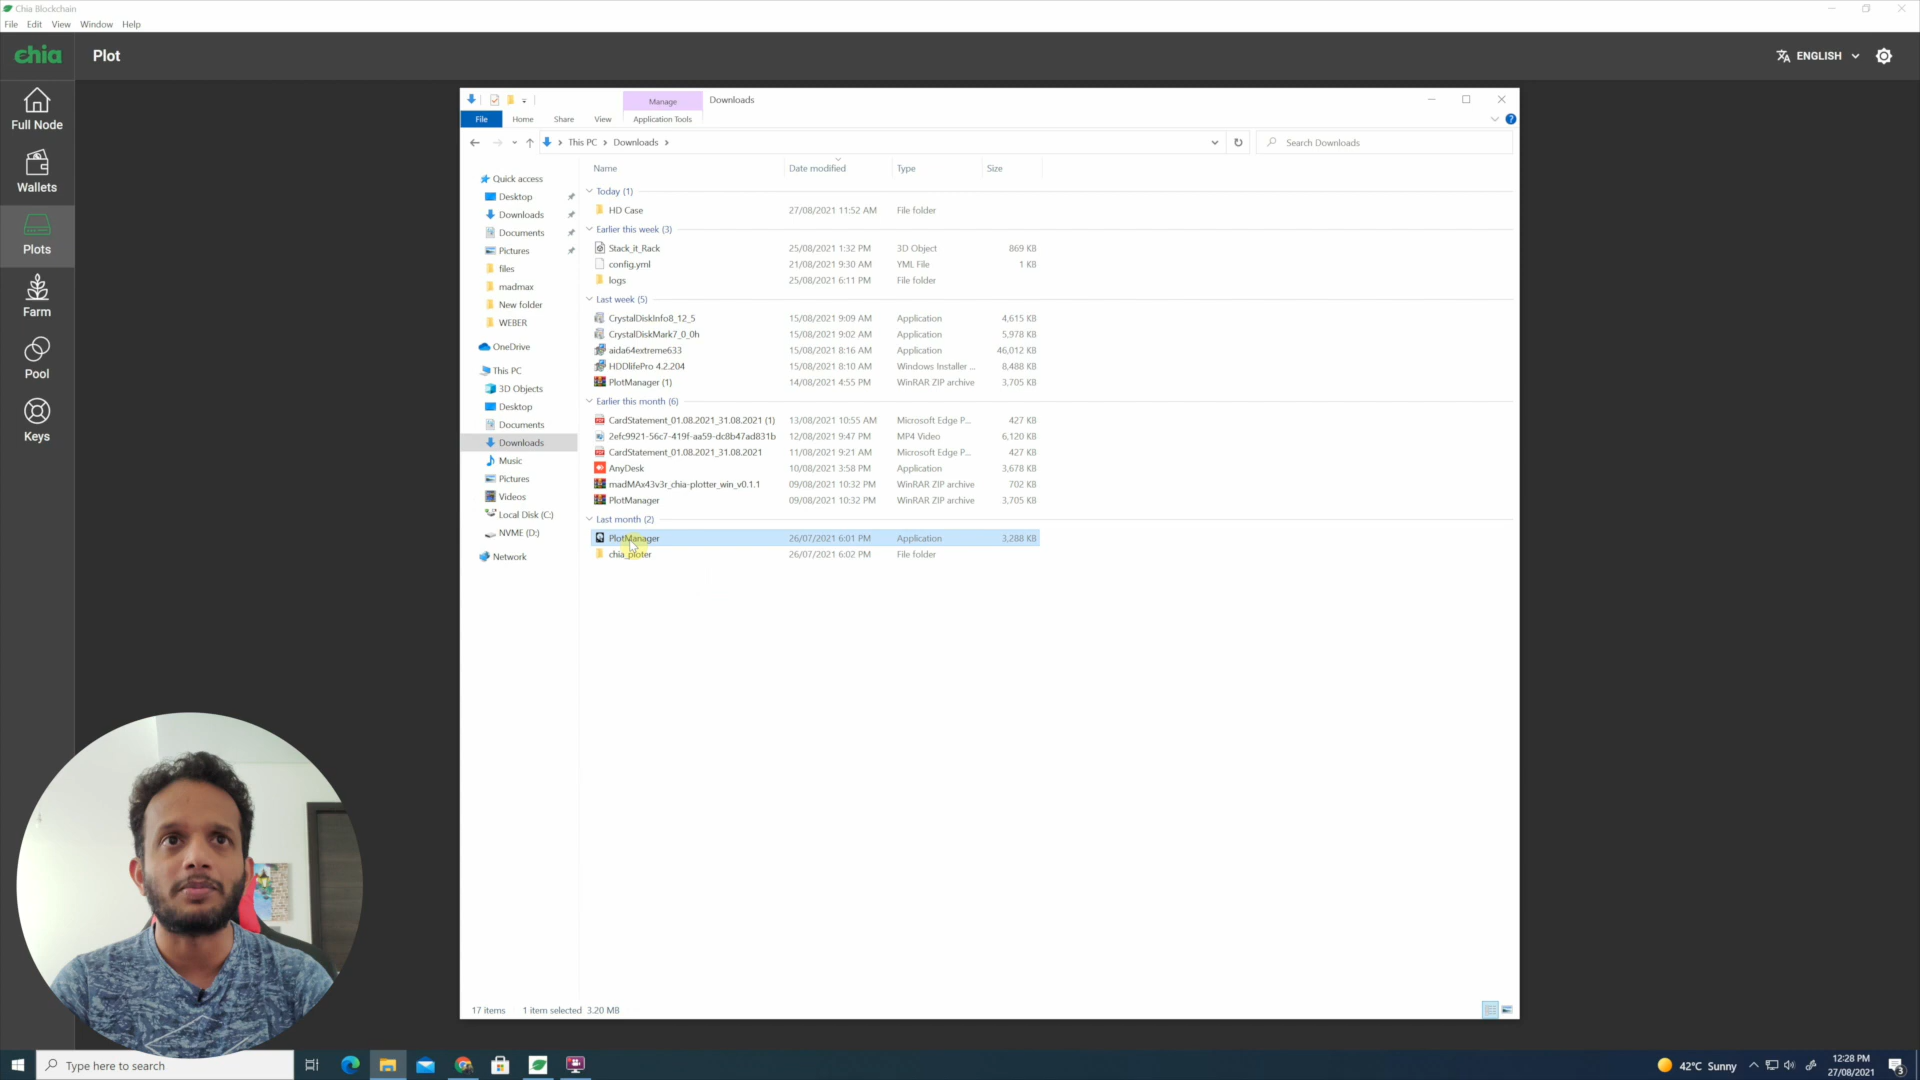 Chia Blockchain
File Edit View Window Help
chia Plot ENGLISH
Full Node
Wallets
Plots
Farm
Pool
Keys
Manage Downloads
File Home Share View Application Tools
This PC Downloads Search Downloads
Name Date modified Type Size
Quick access
Desktop
Downloads
Documents
Pictures
files
madmax
New folder
WEBER
OneDrive
This PC
3D Objects
Desktop
Documents
Downloads
Music
Pictures
Videos
Local Disk (C:)
NVME (D:)
Network
Today (1)
HD Case 27/08/2021 11:52 AM File folder
Earlier this week (3)
Stack_it_Rack 25/08/2021 1:32 PM 3D Object 869 KB
config.yml 21/08/2021 9:30 AM YML File 1 KB
logs 25/08/2021 6:11 PM File folder
Last week (5)
CrystalDiskInfo8_12_5 15/08/2021 9:09 AM Application 4,615 KB
CrystalDiskMark7_0_0h 15/08/2021 9:02 AM Application 5,978 KB
aida64extreme633 15/08/2021 8:16 AM Application 46,012 KB
HDDlifePro 4.2.204 15/08/2021 8:10 AM Windows Installer ... 8,488 KB
PlotManager (1) 14/08/2021 4:55 PM WinRAR ZIP archive 3,705 KB
Earlier this month (6)
CardStatement_01.08.2021_31.08.2021 (1) 13/08/2021 10:55 AM Microsoft Edge P... 427 KB
2efc9921-56c7-419f-aa59-dc8b47ad831b 12/08/2021 9:47 PM MP4 Video 6,120 KB
CardStatement_01.08.2021_31.08.2021 11/08/2021 9:21 AM Microsoft Edge P... 427 KB
AnyDesk 10/08/2021 3:58 PM Application 3,678 KB
madMAx43v3r_chia-plotter_win_v0.1.1 09/08/2021 10:32 PM WinRAR ZIP archive 702 KB
PlotManager 09/08/2021 10:32 PM WinRAR ZIP archive 3,705 KB
Last month (2)
PlotManager 26/07/2021 6:01 PM Application 3,288 KB
chia_ploter 26/07/2021 6:02 PM File folder
17 items 1 item selected 3.20 MB
Type here to search
42°C Sunny
12:28 PM
27/08/2021
3